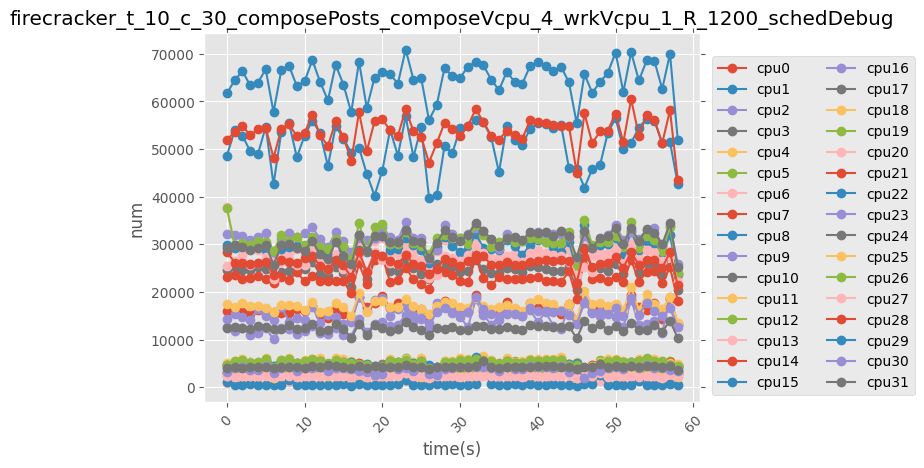 firecracker_t_10_c_30_composePosts_composeVcpu_4_wrkVcpu_1_R_1200_schedDebug
num
70000
60000
50000
40000
30000
20000
10000
0
0
10
20
30
40
50
60
time(s)
cpu0
cpu1
cpu2
cpu3
cpu4
cpu5
cpu6
cpu7
cpu8
cpu9
cpu10
cpu11
cpu12
cpu13
cpu14
cpu15
cpu16
cpu17
cpu18
cpu19
cpu20
cpu21
cpu22
cpu23
cpu24
cpu25
cpu26
cpu27
cpu28
cpu29
cpu30
cpu31